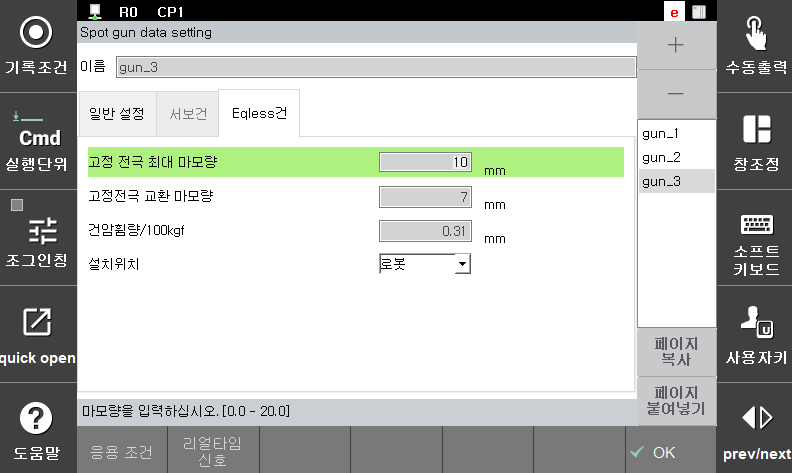 R0 CP1 e
Spot gun data setting
이름 gun_3
일반 설정 서보건 Eqless건
고정 전극 최대 마모량 10 mm
고정전극 교환 마모량 7 mm
건암휨량/100kgf 0.31 mm
설치위치 로봇
마모량을 입력하십시오. [0.0 - 20.0]
응용 조건
리얼타임
신호
OK
+
−
gun_1
gun_2
gun_3
페이지
복사
페이지
붙여넣기
기록조건
Cmd
실행단위
조그인칭
quick open
?
도움말
수동출력
창조정
소프트
키보드
U
사용자키
prev/next